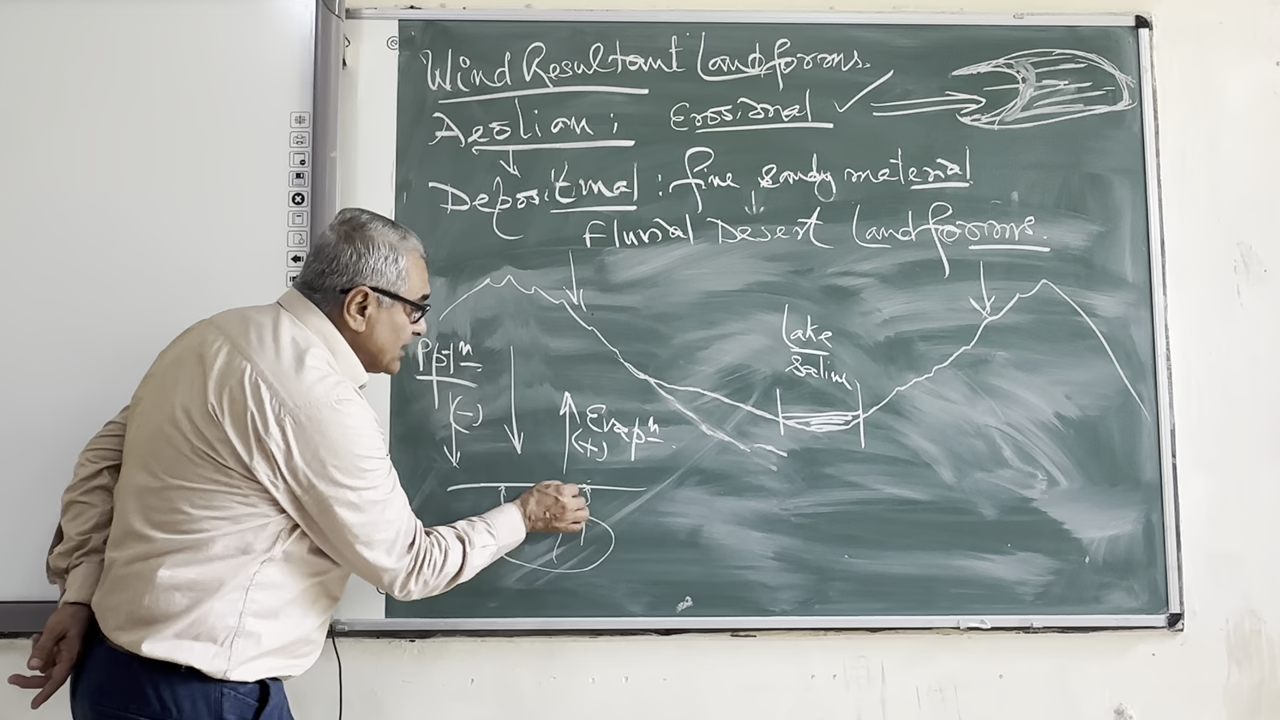 Wind Resultant Landforms.
Aeolian : Erosional ✓
Depositional : fine sandy material
Fluvial Desert Landforms.
Lake
Saline
Pptn
(-)
Evapn
(+)